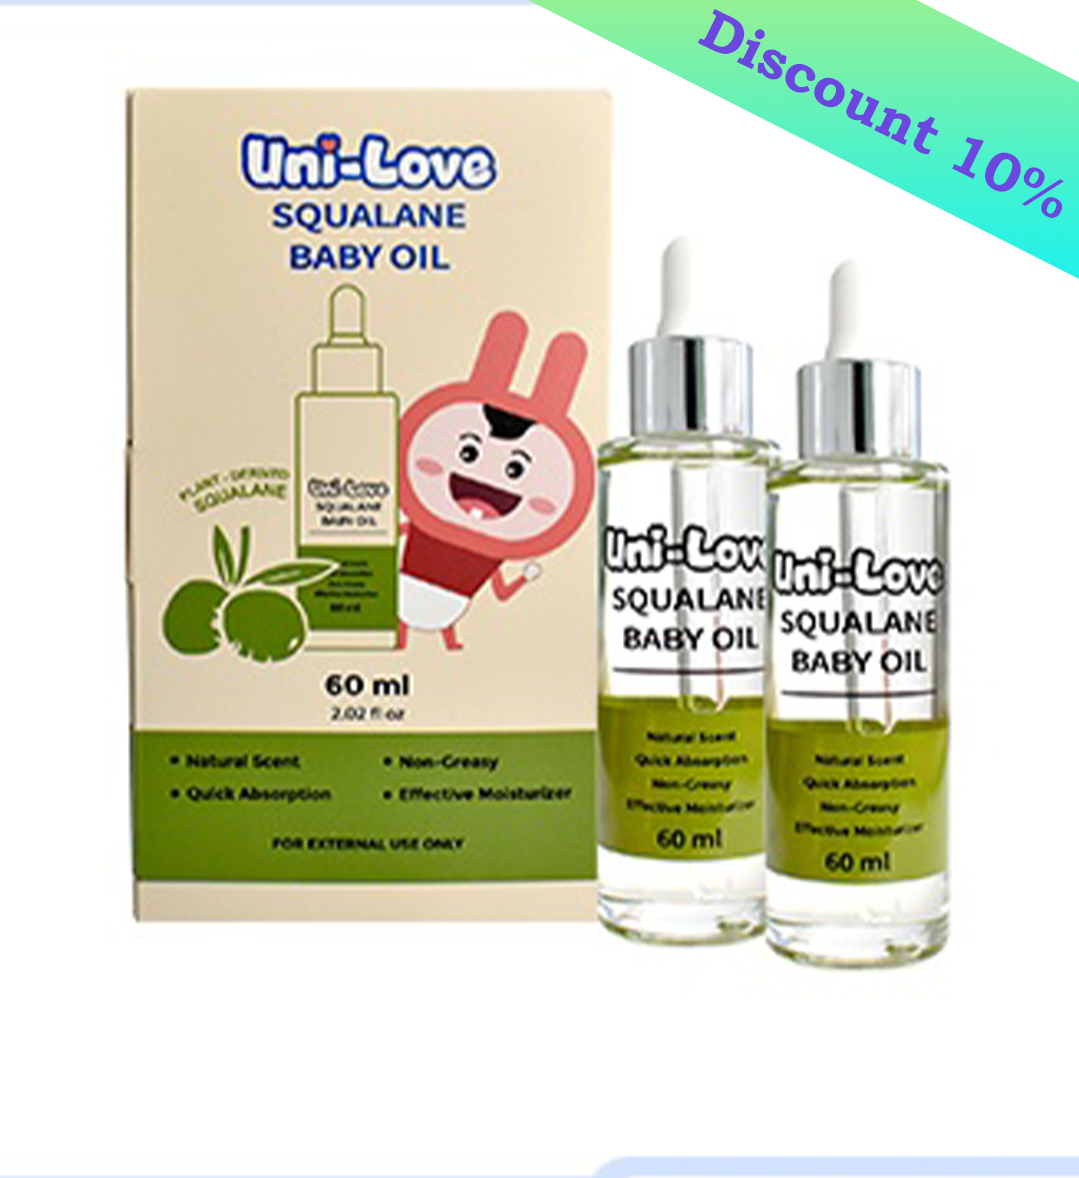 Discount 10%
Uni-Love
SQUALANE
BABY OIL
PLANT-DERIVED
SQUALANE
Uni-Love
SQUALANE
BABY OIL
60 ml
2.02 fl oz
• Natural Scent
• Non-Greasy
• Quick Absorption
• Effective Moisturizer
FOR EXTERNAL USE ONLY
Uni-Lov
SQUALANE
BABY OIL
Natural Scent
Quick Absorption
Non-Greasy
Effective Moisturizer
60 ml
Uni-Love
SQUALANE
BABY OIL
Natural Scent
Quick Absorption
Non-Greasy
Effective Moisturizer
60 ml